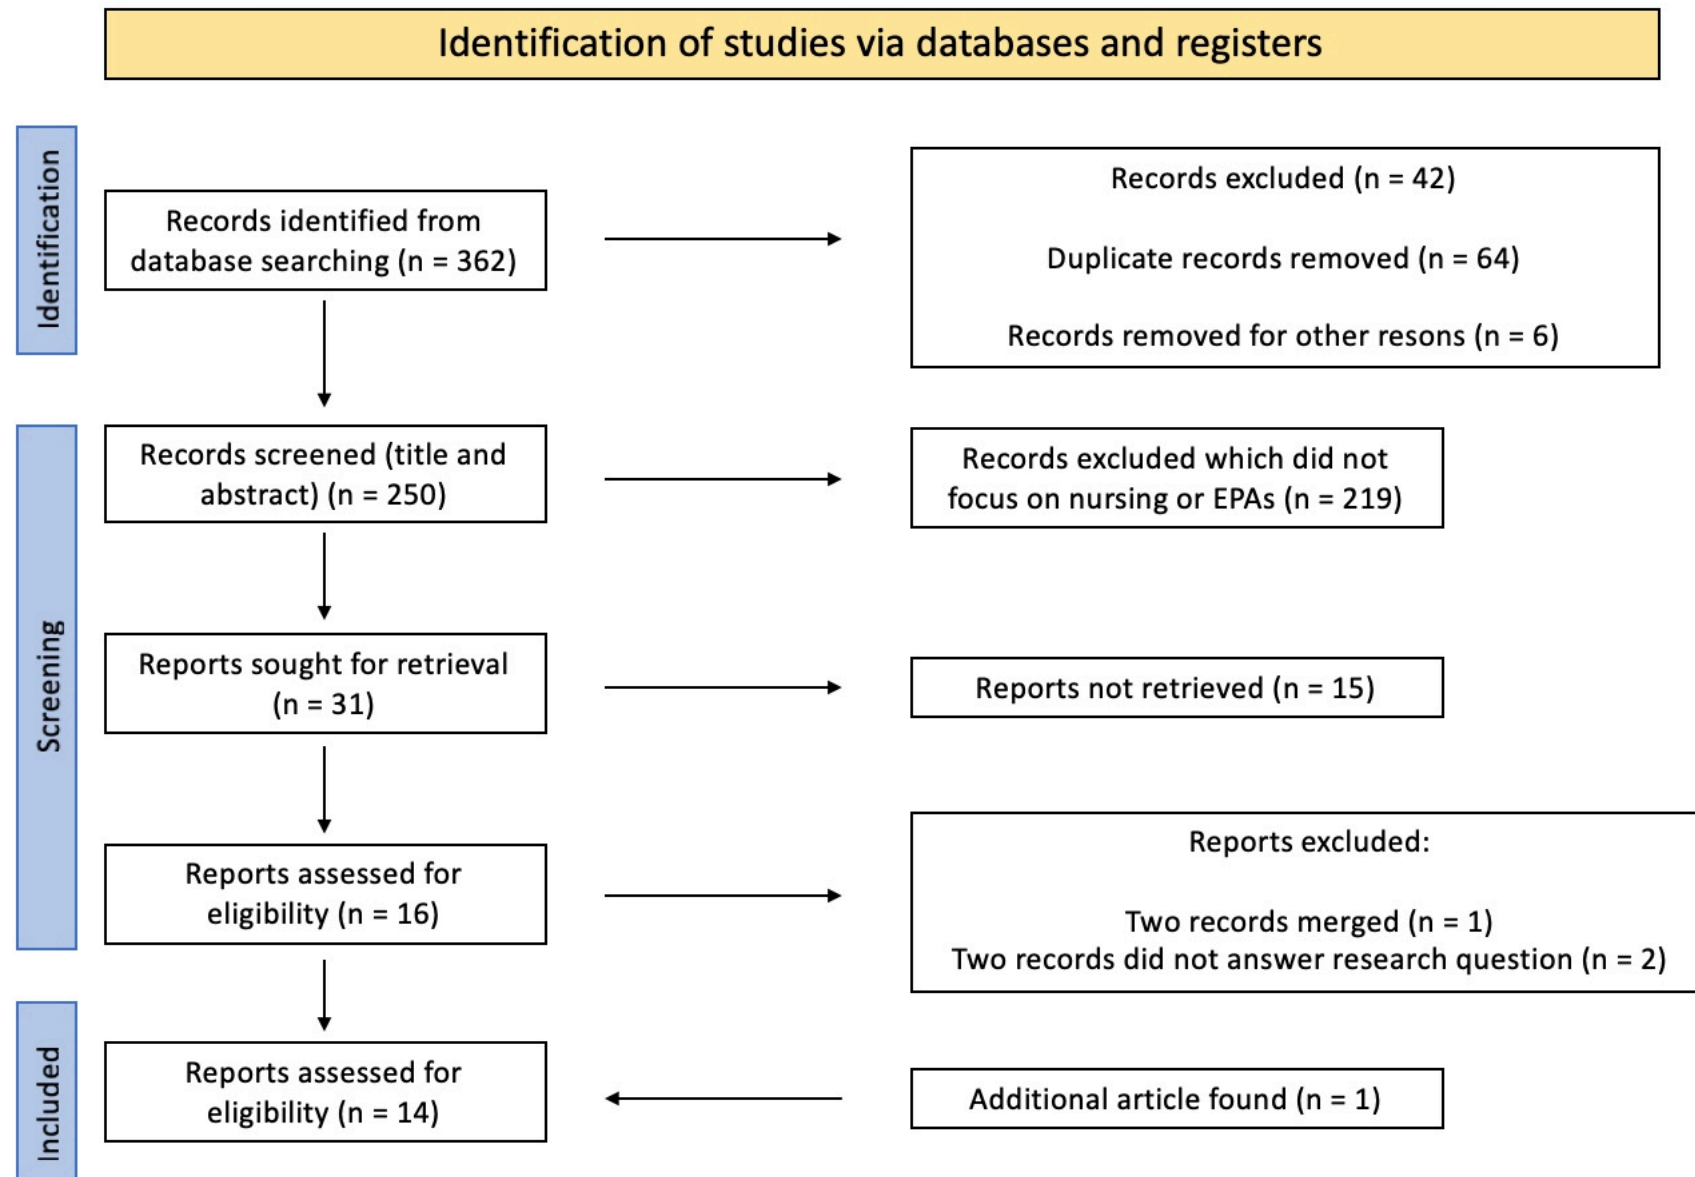 Identification of studies via databases and registers
Identification
Records identified from
database searching (n = 362)
Records excluded (n = 42)
Duplicate records removed (n = 64)
Records removed for other resons (n = 6)
Screening
Records screened (title and
abstract) (n = 250)
Records excluded which did not
focus on nursing or EPAs (n = 219)
Reports sought for retrieval
(n = 31)
Reports not retrieved (n = 15)
Reports assessed for
eligibility (n = 16)
Reports excluded:
Two records merged (n = 1)
Two records did not answer research question (n = 2)
Included
Reports assessed for
eligibility (n = 14)
Additional article found (n = 1)